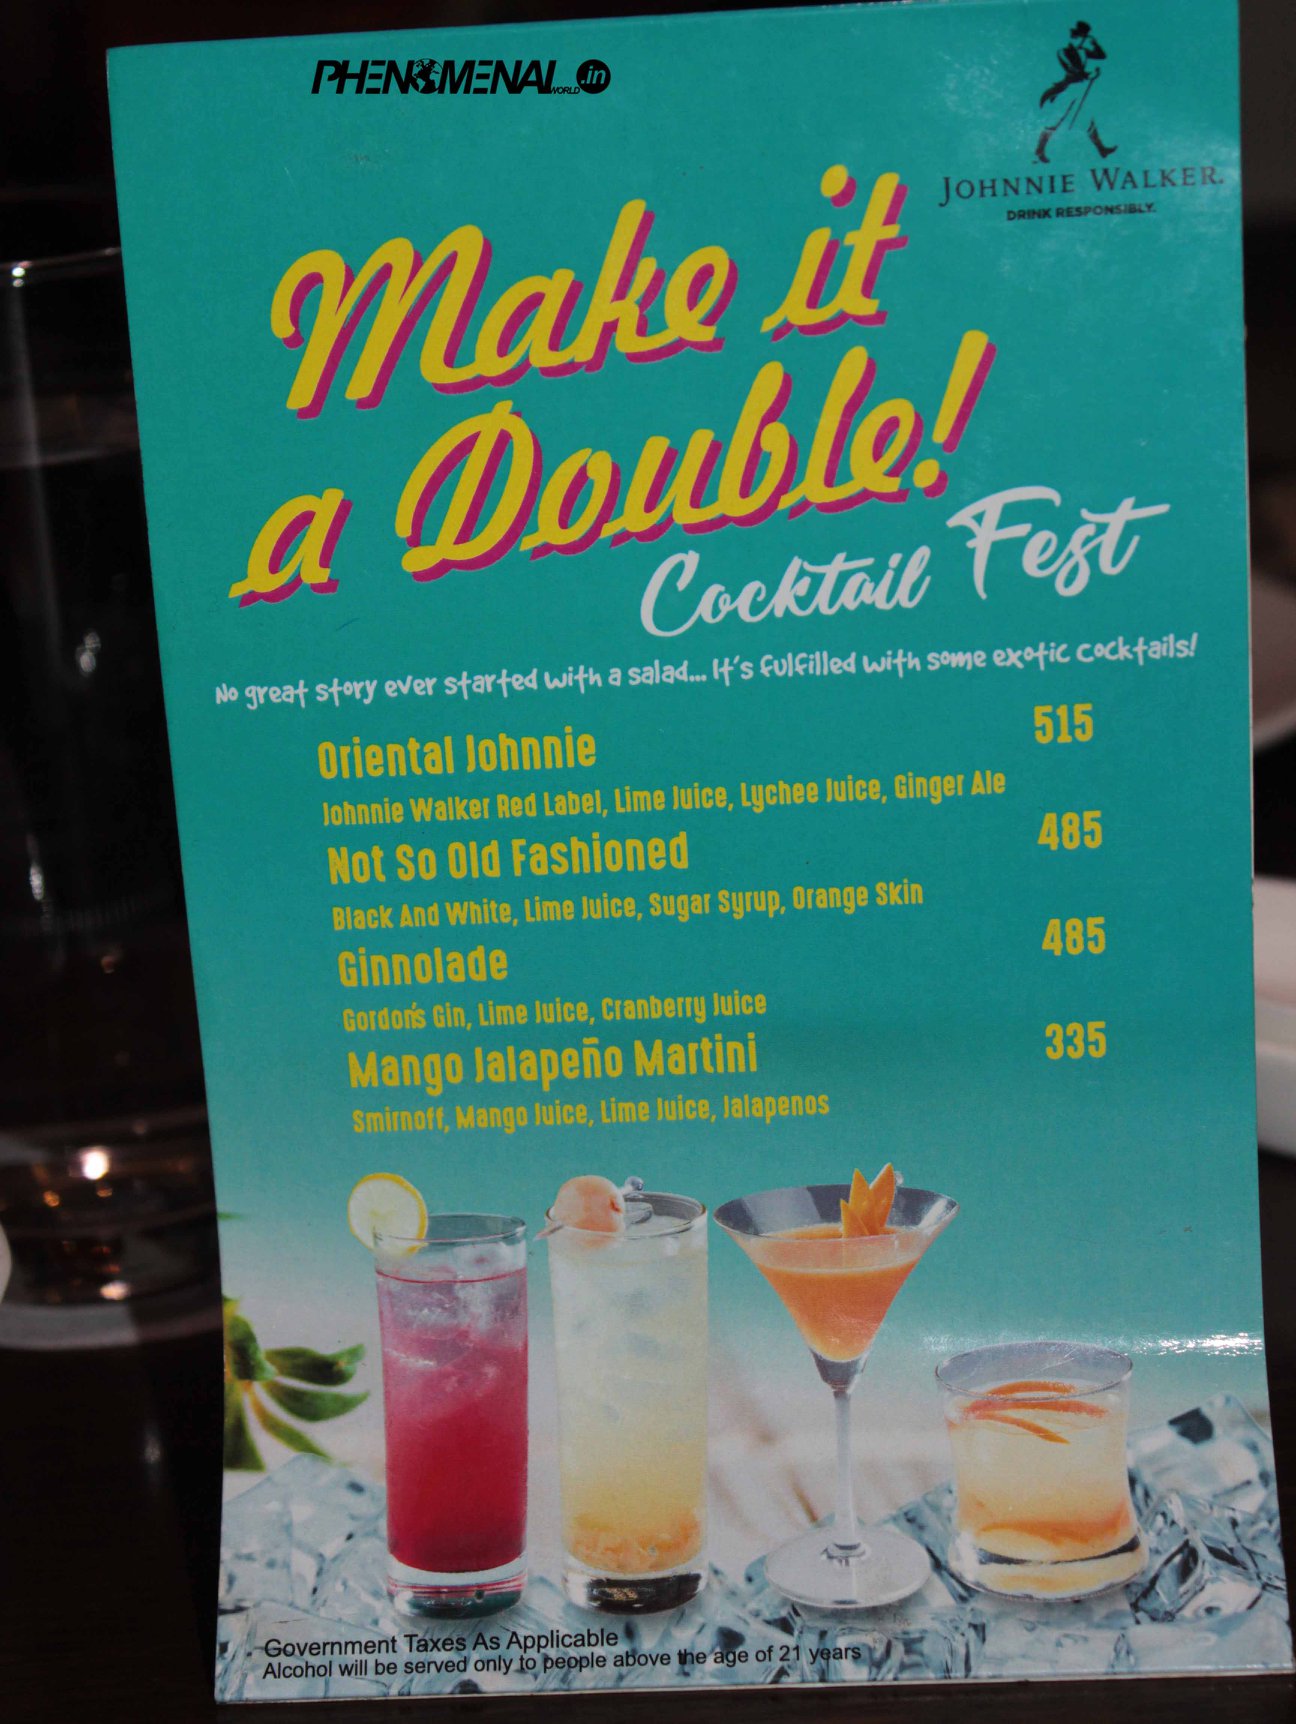 PHENOMENAL WORLD .in
JOHNNIE WALKER.
DRINK RESPONSIBLY.
Make it
a Double!
Cocktail Fest
No great story ever started with a salad... It's fulfilled with some exotic cocktails!
Oriental Johnnie 515
Johnnie Walker Red Label, Lime Juice, Lychee Juice, Ginger Ale
Not So Old Fashioned 485
Black And White, Lime Juice, Sugar Syrup, Orange Skin
Ginnolade 485
Gordon's Gin, Lime Juice, Cranberry Juice
Mango Jalapeño Martini 335
Smirnoff, Mango Juice, Lime Juice, Jalapenos
Government Taxes As Applicable
Alcohol will be served only to people above the age of 21 years